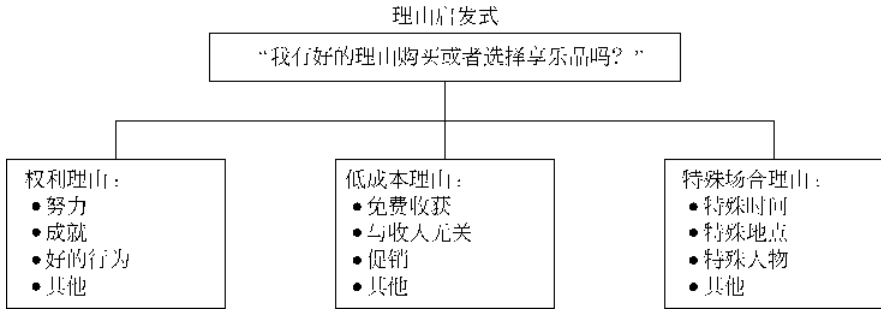 理由启发式
“我有好的理由购买或者选择享乐品吗？”
权利理由：
●努力
●成就
●好的行为
●其他
低成本理由：
●免费收获
●与收入无关
●促销
●其他
特殊场合理由：
●特殊时间
●特殊地点
●特殊人物
●其他